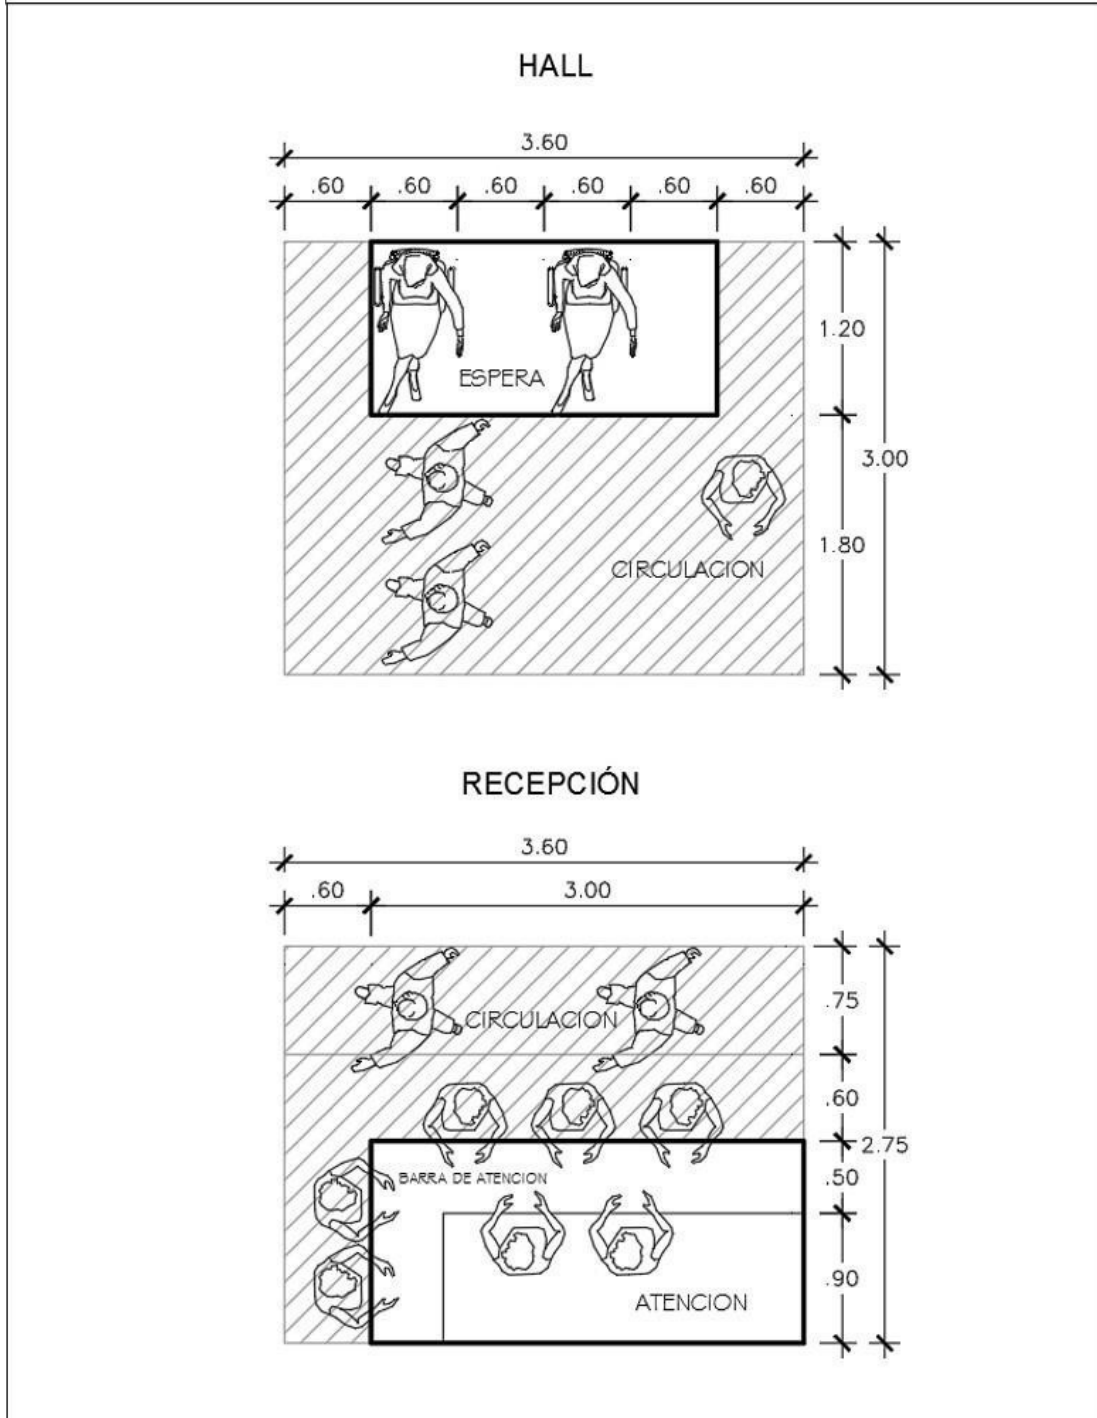 HALL
3.60
.60 .60 .60 .60 .60 .60
1.20
ESPERA
3.00
1.80
CIRCULACION
RECEPCIÓN
3.60
.60 3.00
.75
CIRCULACION
.60
2.75
BARRA DE ATENCION
.50
.90
ATENCION